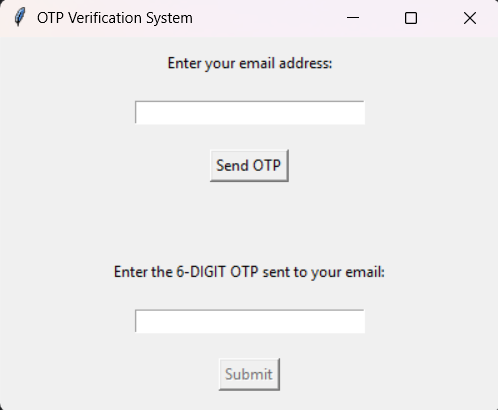 OTP Verification System
Enter your email address:
Send OTP
Enter the 6-DIGIT OTP sent to your email:
Submit